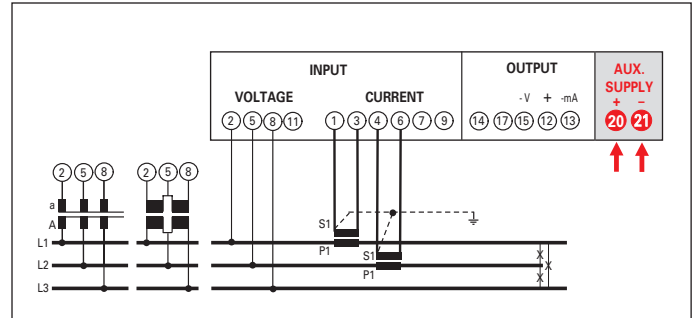 INPUT
OUTPUT
AUX.
SUPPLY
VOLTAGE
CURRENT
- V + -mA
+ –
2 5 8 11
1 3 4 6 7 9
14 17 15 12 13
20 21
2 5 8
2 5 8
a
A
S1
P1
S1
P1
L1
L2
L3
X
X
X